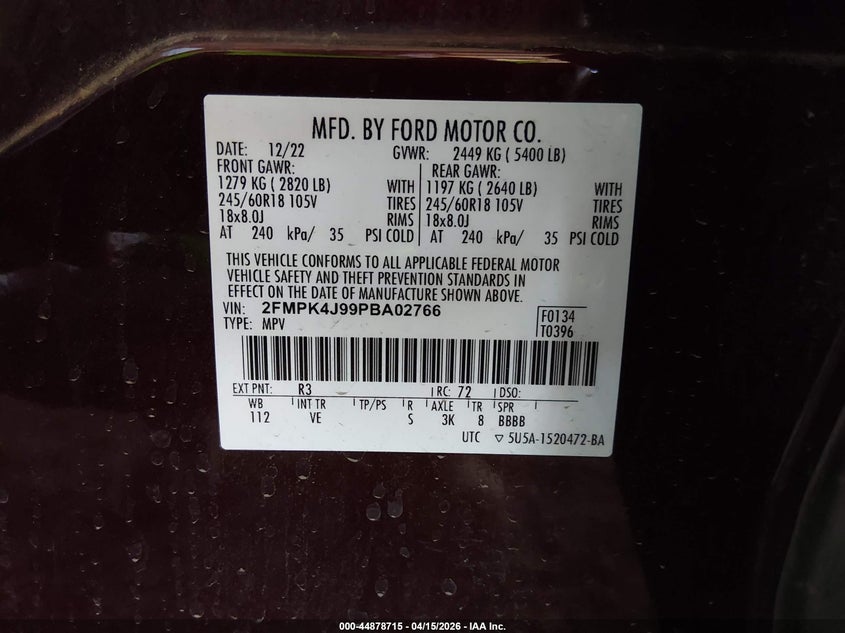 MFD. BY FORD MOTOR CO.
DATE: 12/22 GVWR: 2449 KG ( 5400 LB)
FRONT GAWR: REAR GAWR:
1279 KG ( 2820 LB) WITH 1197 KG ( 2640 LB) WITH
245/60R18 105V TIRES 245/60R18 105V TIRES
18x8.0J RIMS 18x8.0J RIMS
AT 240 kPa/ 35 PSI COLD AT 240 kPa/ 35 PSI COLD
THIS VEHICLE CONFORMS TO ALL APPLICABLE FEDERAL MOTOR
VEHICLE SAFETY AND THEFT PREVENTION STANDARDS IN
EFFECT ON THE DATE OF MANUFACTURE SHOWN ABOVE.
VIN: 2FMPK4J99PBA02766 F0134
TYPE: MPV T0396
EXT PNT: R3 RC: 72 DSO:
WB INT TR TP/PS R AXLE TR SPR
112 VE S 3K 8 BBBB
UTC ▽ 5U5A-1520472-BA
000-44878715 - 04/15/2026 - IAA Inc.